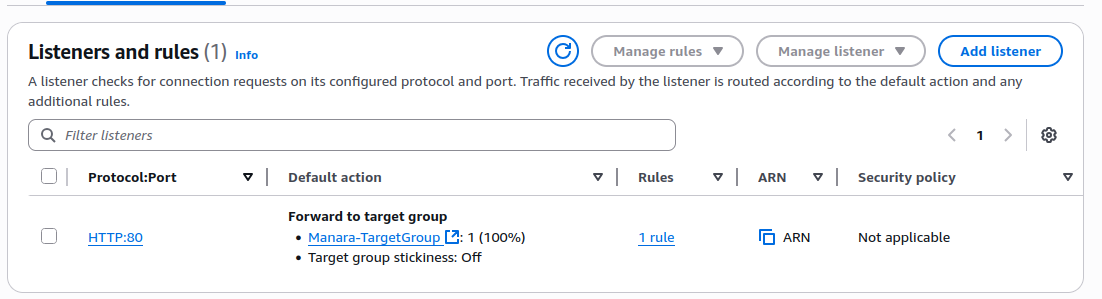 Listeners and rules (1) Info
Manage rules
Manage listener
Add listener
A listener checks for connection requests on its configured protocol and port. Traffic received by the listener is routed according to the default action and any
additional rules.
Filter listeners
1
Protocol:Port Default action Rules ARN Security policy
Forward to target group
HTTP:80 • Manara-TargetGroup : 1 (100%) 1 rule ARN Not applicable
• Target group stickiness: Off